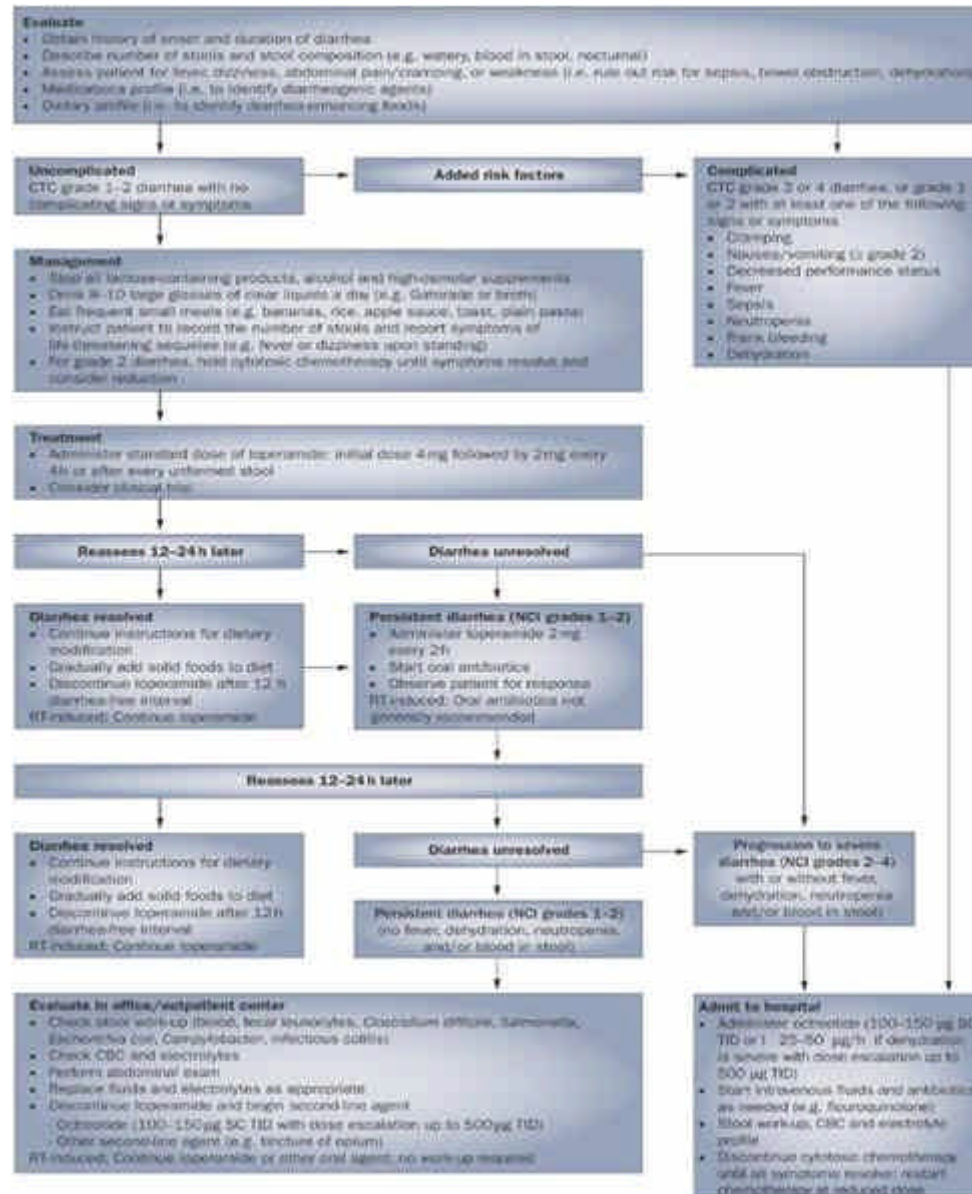 Evaluate
• Obtain history of onset and duration of diarrhea
• Describe number of stools and stool composition (e.g. watery, blood in stool, nocturnal)
• Assess patient for fever, dizziness, abdominal pain/cramping, or weakness (i.e. rule out risk for sepsis, bowel obstruction, dehydration)
• Medications profile (i.e. to identify diarrheogenic agents)
• Dietary profile (i.e. to identify diarrhea-enhancing foods)
Uncomplicated
CTC grade 1–2 diarrhea with no
complicating signs or symptoms
Added risk factors
Complicated
CTC grade 3 or 4 diarrhea, or grade 1
or 2 with at least one of the following
signs or symptoms
• Cramping
• Nausea/vomiting (≥ grade 2)
• Decreased performance status
• Fever
• Sepsis
• Neutropenia
• Frank bleeding
• Dehydration
Management
• Stop all lactose-containing products, alcohol and high-osmolar supplements
• Drink 8–10 large glasses of clear liquids a day (e.g. Gatorade or broth)
• Eat frequent small meals (e.g. bananas, rice, apple sauce, toast, plain pasta)
• Instruct patient to record the number of stools and report symptoms of
life-threatening sequelae (e.g. fever or dizziness upon standing)
• For grade 2 diarrhea, hold cytotoxic chemotherapy until symptoms resolve and
consider reduction
Treatment
• Administer standard dose of loperamide: initial dose 4 mg followed by 2 mg every
4h or after every unformed stool
• Consider clinical trial
Reassess 12–24 h later
Diarrhea unresolved
Diarrhea resolved
• Continue instructions for dietary
modification
• Gradually add solid foods to diet
• Discontinue loperamide after 12 h
diarrhea-free interval
RT-induced: Continue loperamide
Persistent diarrhea (NCI grades 1–2)
• Administer loperamide 2 mg
every 2h
• Start oral antibiotics
• Observe patient for response
RT-induced: Oral antibiotics not
generally recommended
Reassess 12–24 h later
Diarrhea resolved
• Continue instructions for dietary
modification
• Gradually add solid foods to diet
• Discontinue loperamide after 12h
diarrhea-free interval
RT-induced: Continue loperamide
Diarrhea unresolved
Progression to severe
diarrhea (NCI grades 2–4)
with or without fever,
dehydration, neutropenia
and/or blood in stool)
Persistent diarrhea (NCI grades 1–2)
(no fever, dehydration, neutropenia,
and/or blood in stool)
Evaluate in office/outpatient center
• Check stool work-up (blood, fecal leukocytes, Clostridium difficile, Salmonella,
Escherichia coli, Campylobacter, infectious colitis)
• Check CBC and electrolytes
• Perform abdominal exam
• Replace fluids and electrolytes as appropriate
• Discontinue loperamide and begin second-line agent
Octreotide (100–150 µg SC TID with dose escalation up to 500 µg TID)
Other second-line agent (e.g. tincture of opium)
RT-induced: Continue loperamide or other oral agent; no work-up required
Admit to hospital
• Administer octreotide (100–150 µg SC
TID or I 25–50 µg/h if dehydration
is severe with dose escalation up to
500 µg TID)
• Start intravenous fluids and antibiotics
as needed (e.g. flouroquinolone)
• Stool work-up, CBC and electrolyte
profile
• Discontinue cytotoxic chemotherapy
until all symptoms resolve; restart
chemotherapy at reduced dose